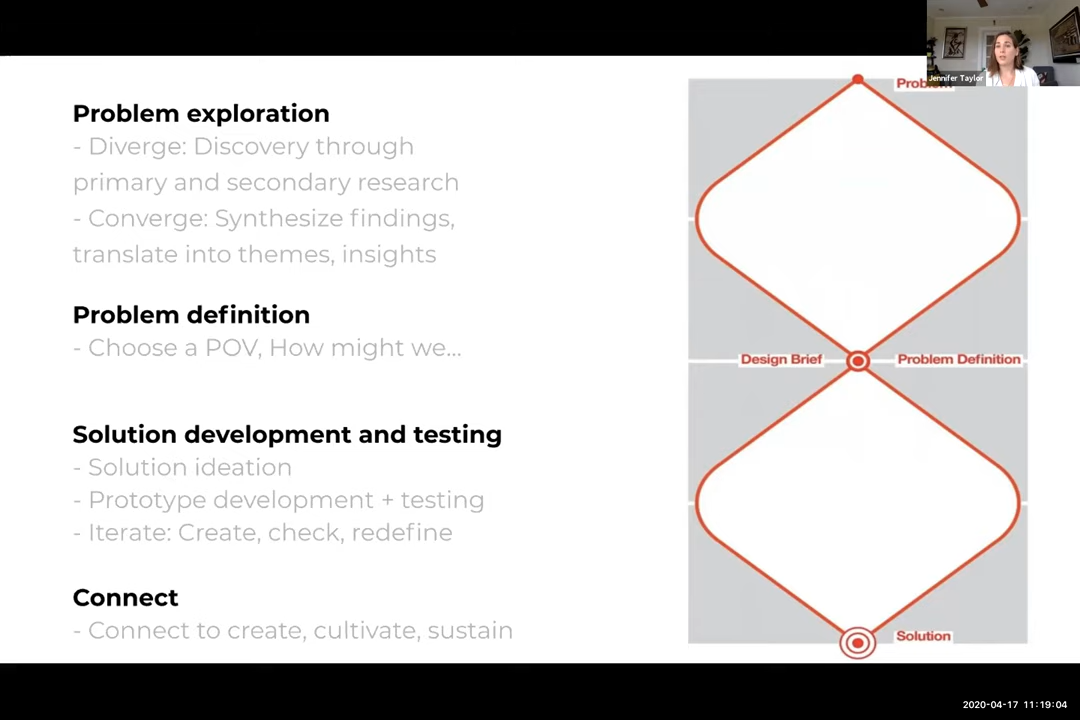 Problem exploration
- Diverge: Discovery through
primary and secondary research
- Converge: Synthesize findings,
translate into themes, insights
Problem definition
- Choose a POV, How might we...
Solution development and testing
- Solution ideation
- Prototype development + testing
- Iterate: Create, check, redefine
Connect
- Connect to create, cultivate, sustain
Jennifer Taylor
Problem
Design Brief
Problem Definition
Solution
2020-04-17 11:19:04